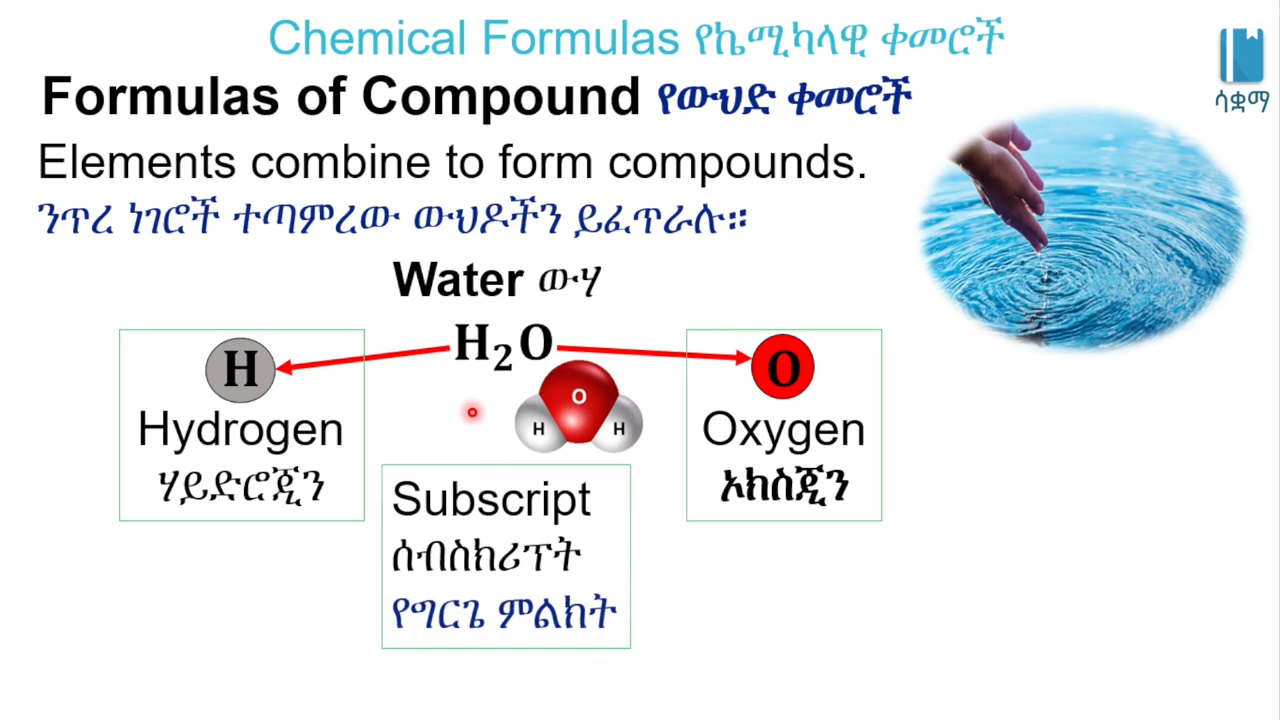 Chemical Formulas የኬሚካላዊ ቀመሮች
ሳቋማ
Formulas of Compound የውህድ ቀመሮች
Elements combine to form compounds.
ንጥረ ነገሮች ተጣምረው ውህዶችን ይፈጥራሉ።
Water ውሃ
H₂O
H
Hydrogen
ሃይድሮጂን
O
H H
O
Oxygen
ኦክስጂን
Subscript
ሰብስክሪፕት
የግርጌ ምልክት